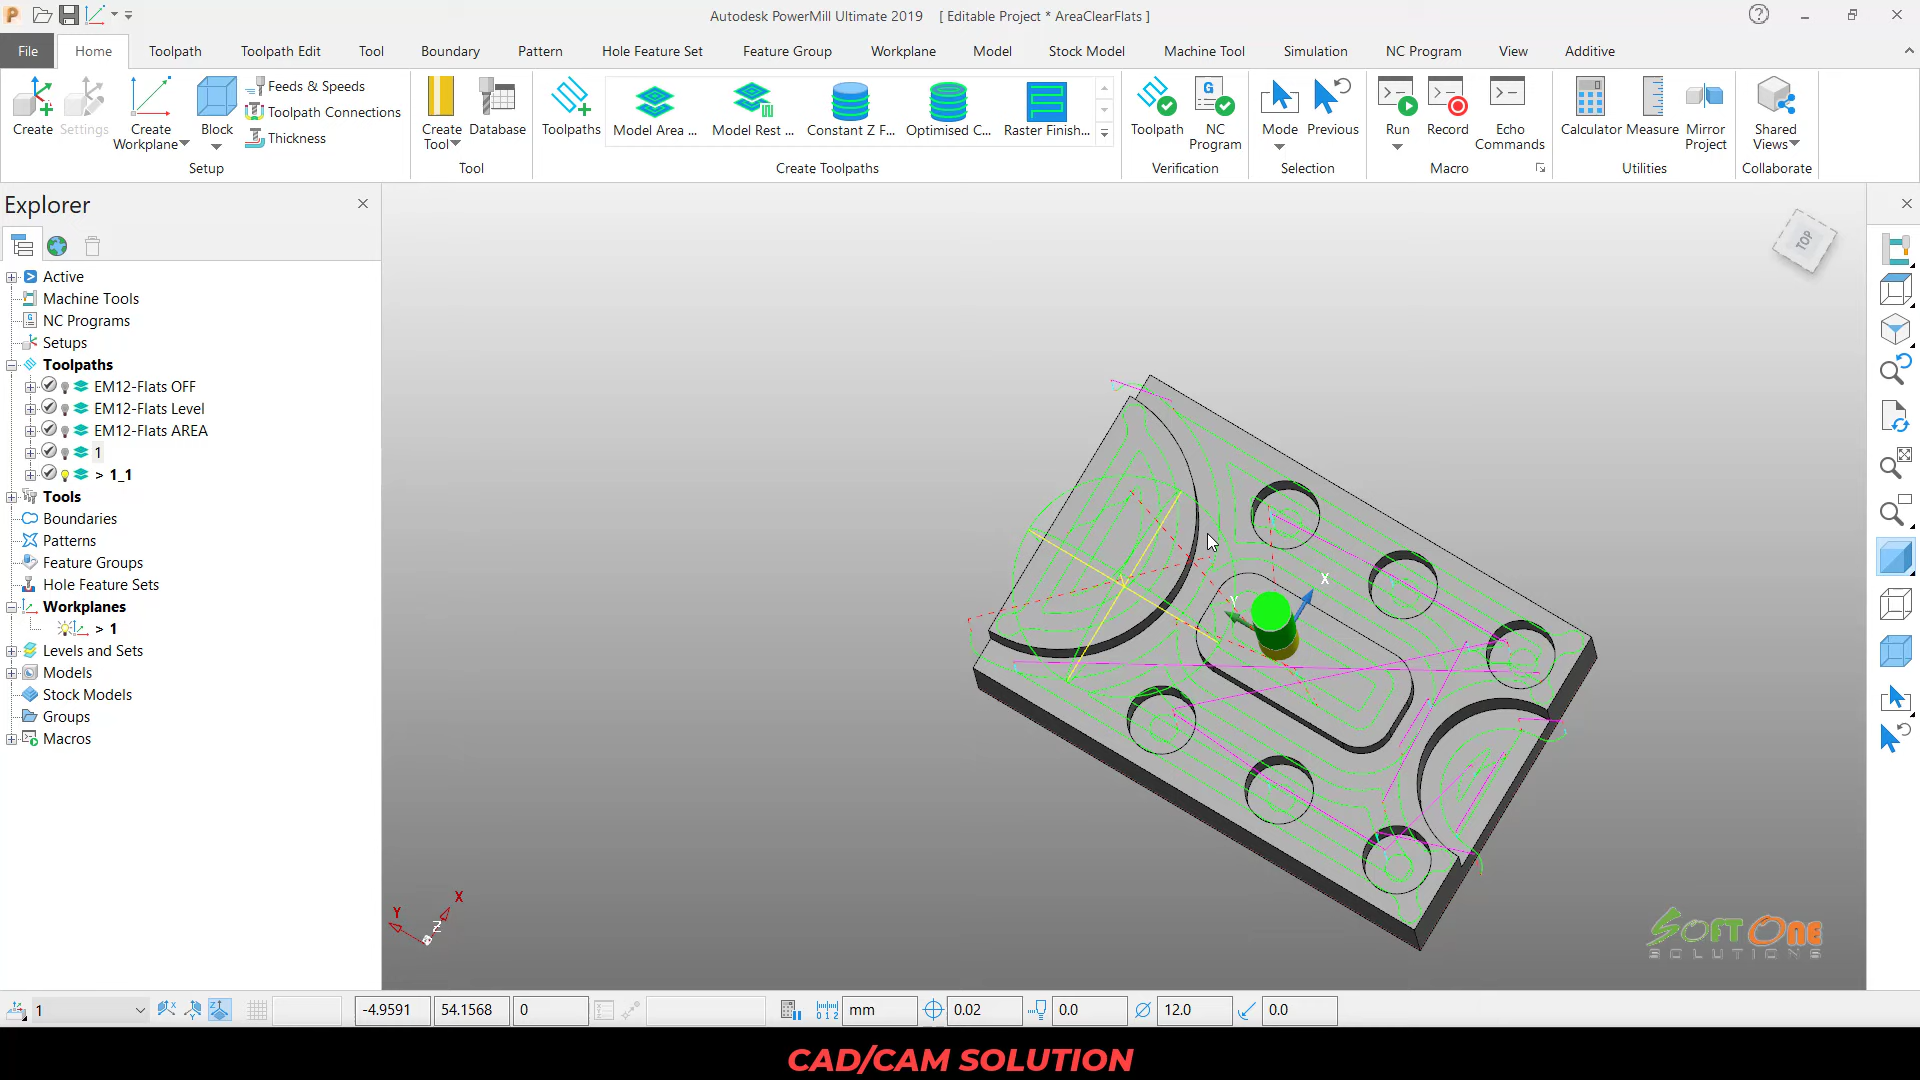 Autodesk PowerMill Ultimate 2019 [ Editable Project * AreaClearFlats ]
File Home Toolpath Toolpath Edit Tool Boundary Pattern Hole Feature Set Feature Group Workplane Model Stock Model Machine Tool Simulation NC Program View Additive
Create
Settings
Create Workplane
Block
Feeds & Speeds
Toolpath Connections
Thickness
Setup
Create Tool
Database
Tool
Toolpaths
Model Area ...
Model Rest ...
Constant Z F...
Optimised C...
Raster Finish...
Create Toolpaths
Toolpath
NC Program
Verification
Mode
Previous
Selection
Run
Record
Echo Commands
Macro
Calculator
Measure
Mirror Project
Utilities
Shared Views
Collaborate
Explorer
Active
Machine Tools
NC Programs
Setups
Toolpaths
EM12-Flats OFF
EM12-Flats Level
EM12-Flats AREA
1
> 1_1
Tools
Boundaries
Patterns
Feature Groups
Hole Feature Sets
Workplanes
> 1
Levels and Sets
Models
Stock Models
Groups
Macros
TOP
X
Y
X
Y
Z
SOFTONE
SOLUTIONS
1 -4.9591 54.1568 0 mm 0.02 0.0 12.0 0.0
CAD/CAM SOLUTION